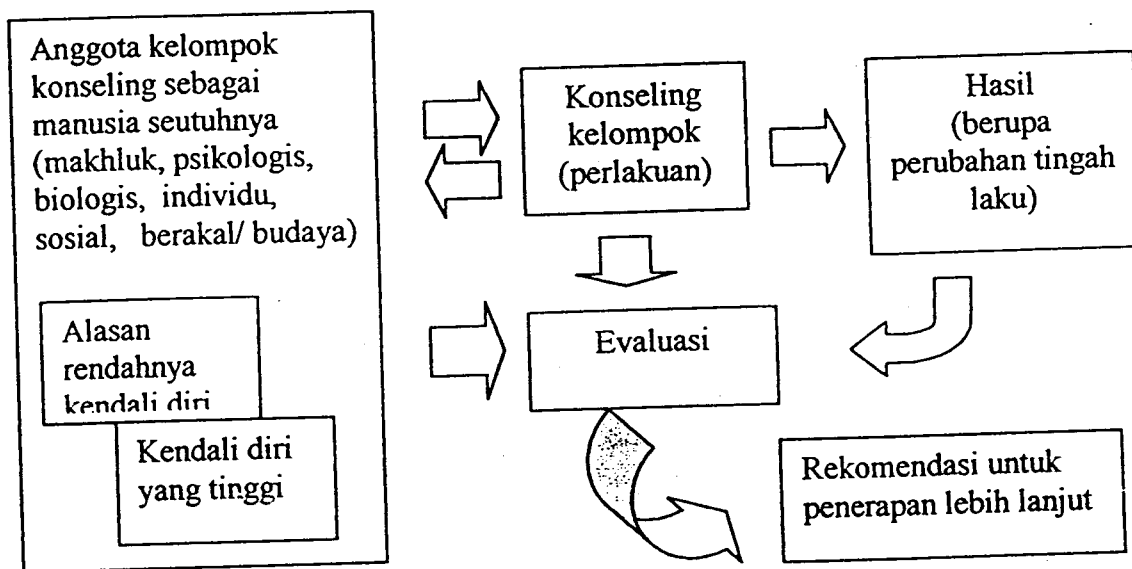 Anggota kelompok
konseling sebagai
manusia seutuhnya
(makhluk, psikologis,
biologis, individu,
sosial, berakal/ budaya)
Alasan
rendahnya
kendali diri
Kendali diri
yang tinggi
Konseling
kelompok
(perlakuan)
Hasil
(berupa
perubahan tingah
laku)
Evaluasi
Rekomendasi untuk
penerapan lebih lanjut